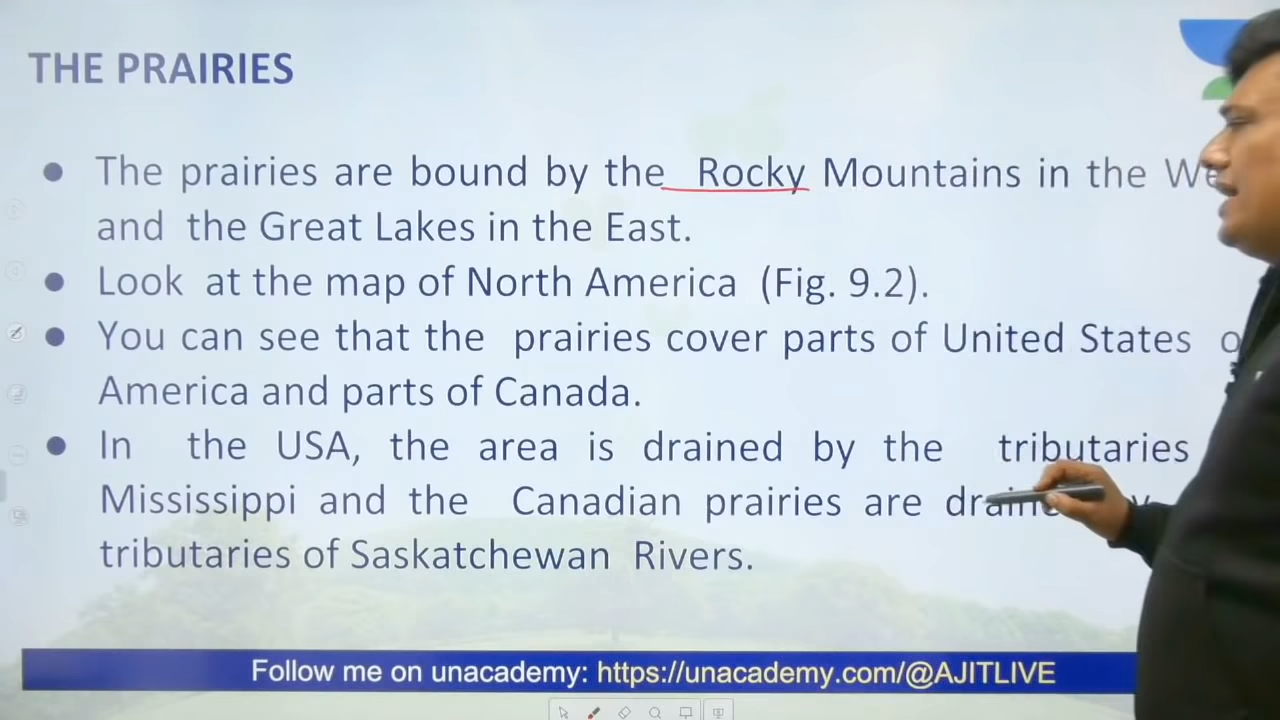 THE PRAIRIES
The prairies are bound by the Rocky Mountains in the
and the Great Lakes in the East.
Look at the map of North America (Fig. 9.2).
You can see that the prairies cover parts of United States
America and parts of Canada.
In the USA, the area is drained by the tributaries
Mississippi and the Canadian prairies are
tributaries of Saskatchewan Rivers.
Follow me on unacademy: https://unacademy.com/@AJITLIVE